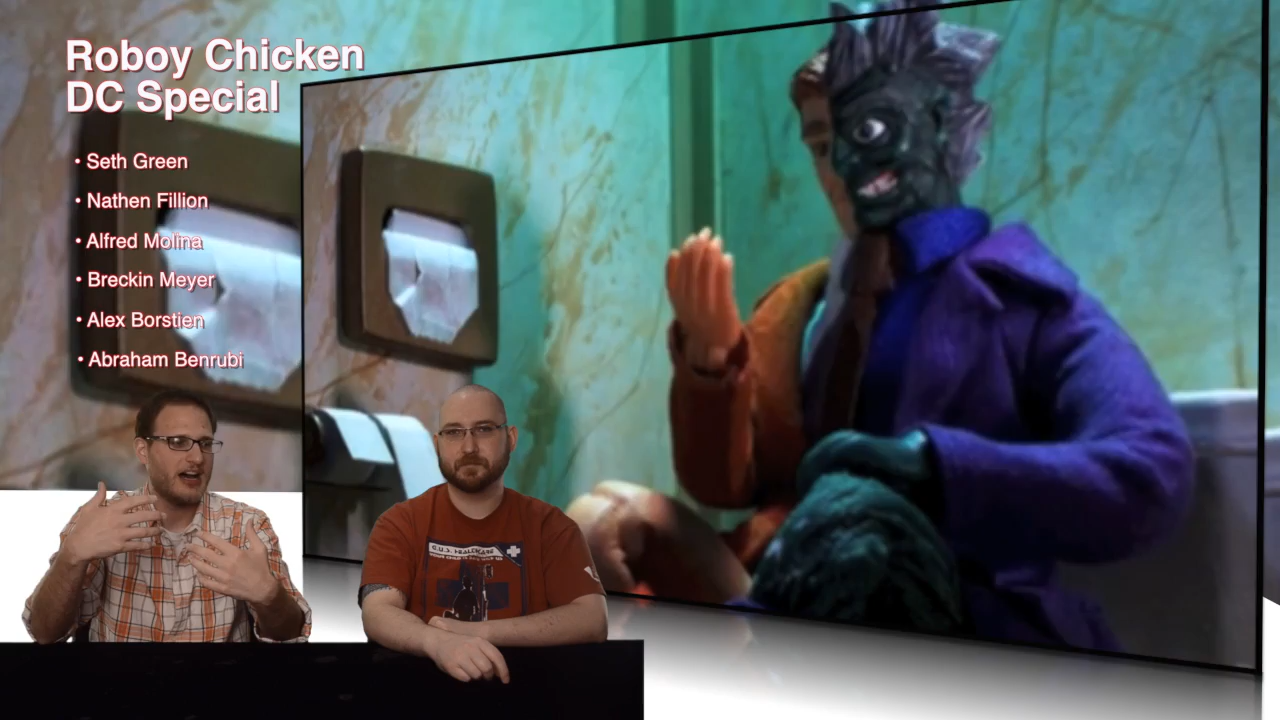 Roboy Chicken
DC Special
• Seth Green
• Nathen Fillion
• Alfred Molina
• Breckin Meyer
• Alex Borstien
• Abraham Benrubi